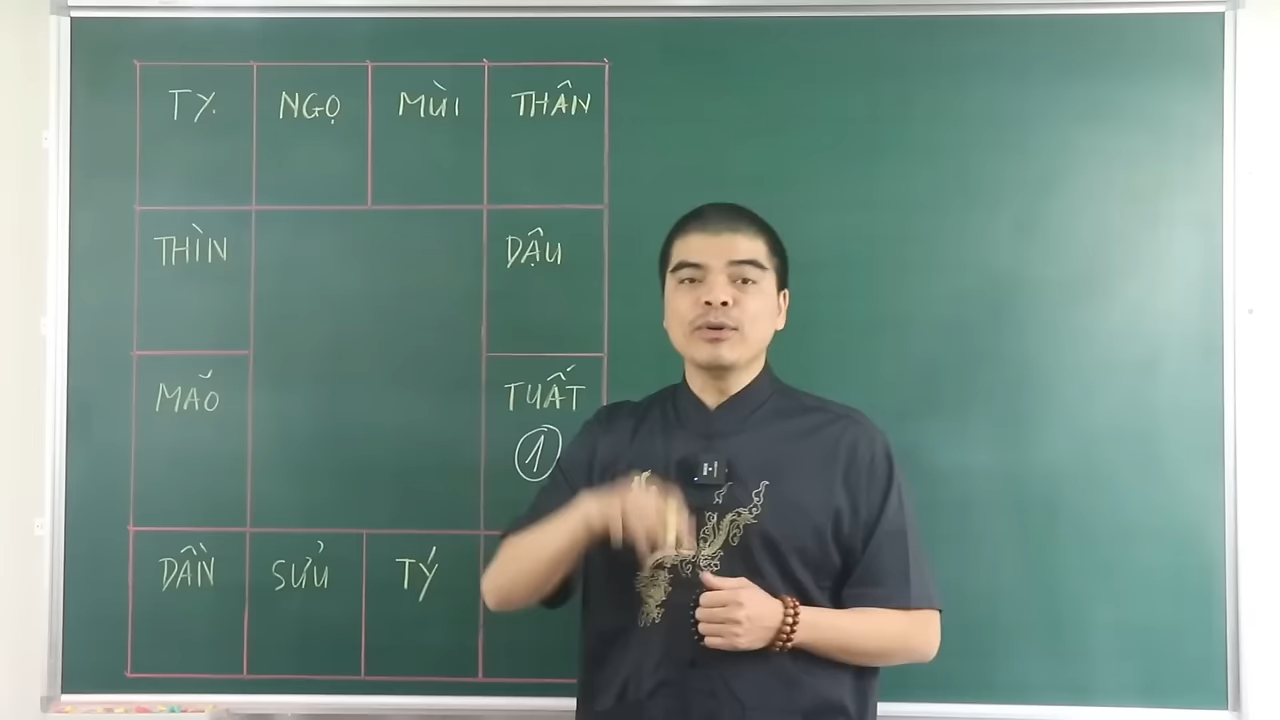 TY.
NGỌ
MÙI
THÂN
THÌN
DẬU
MÃO
TUẤT
1
DẦN
SỬU
TÝ